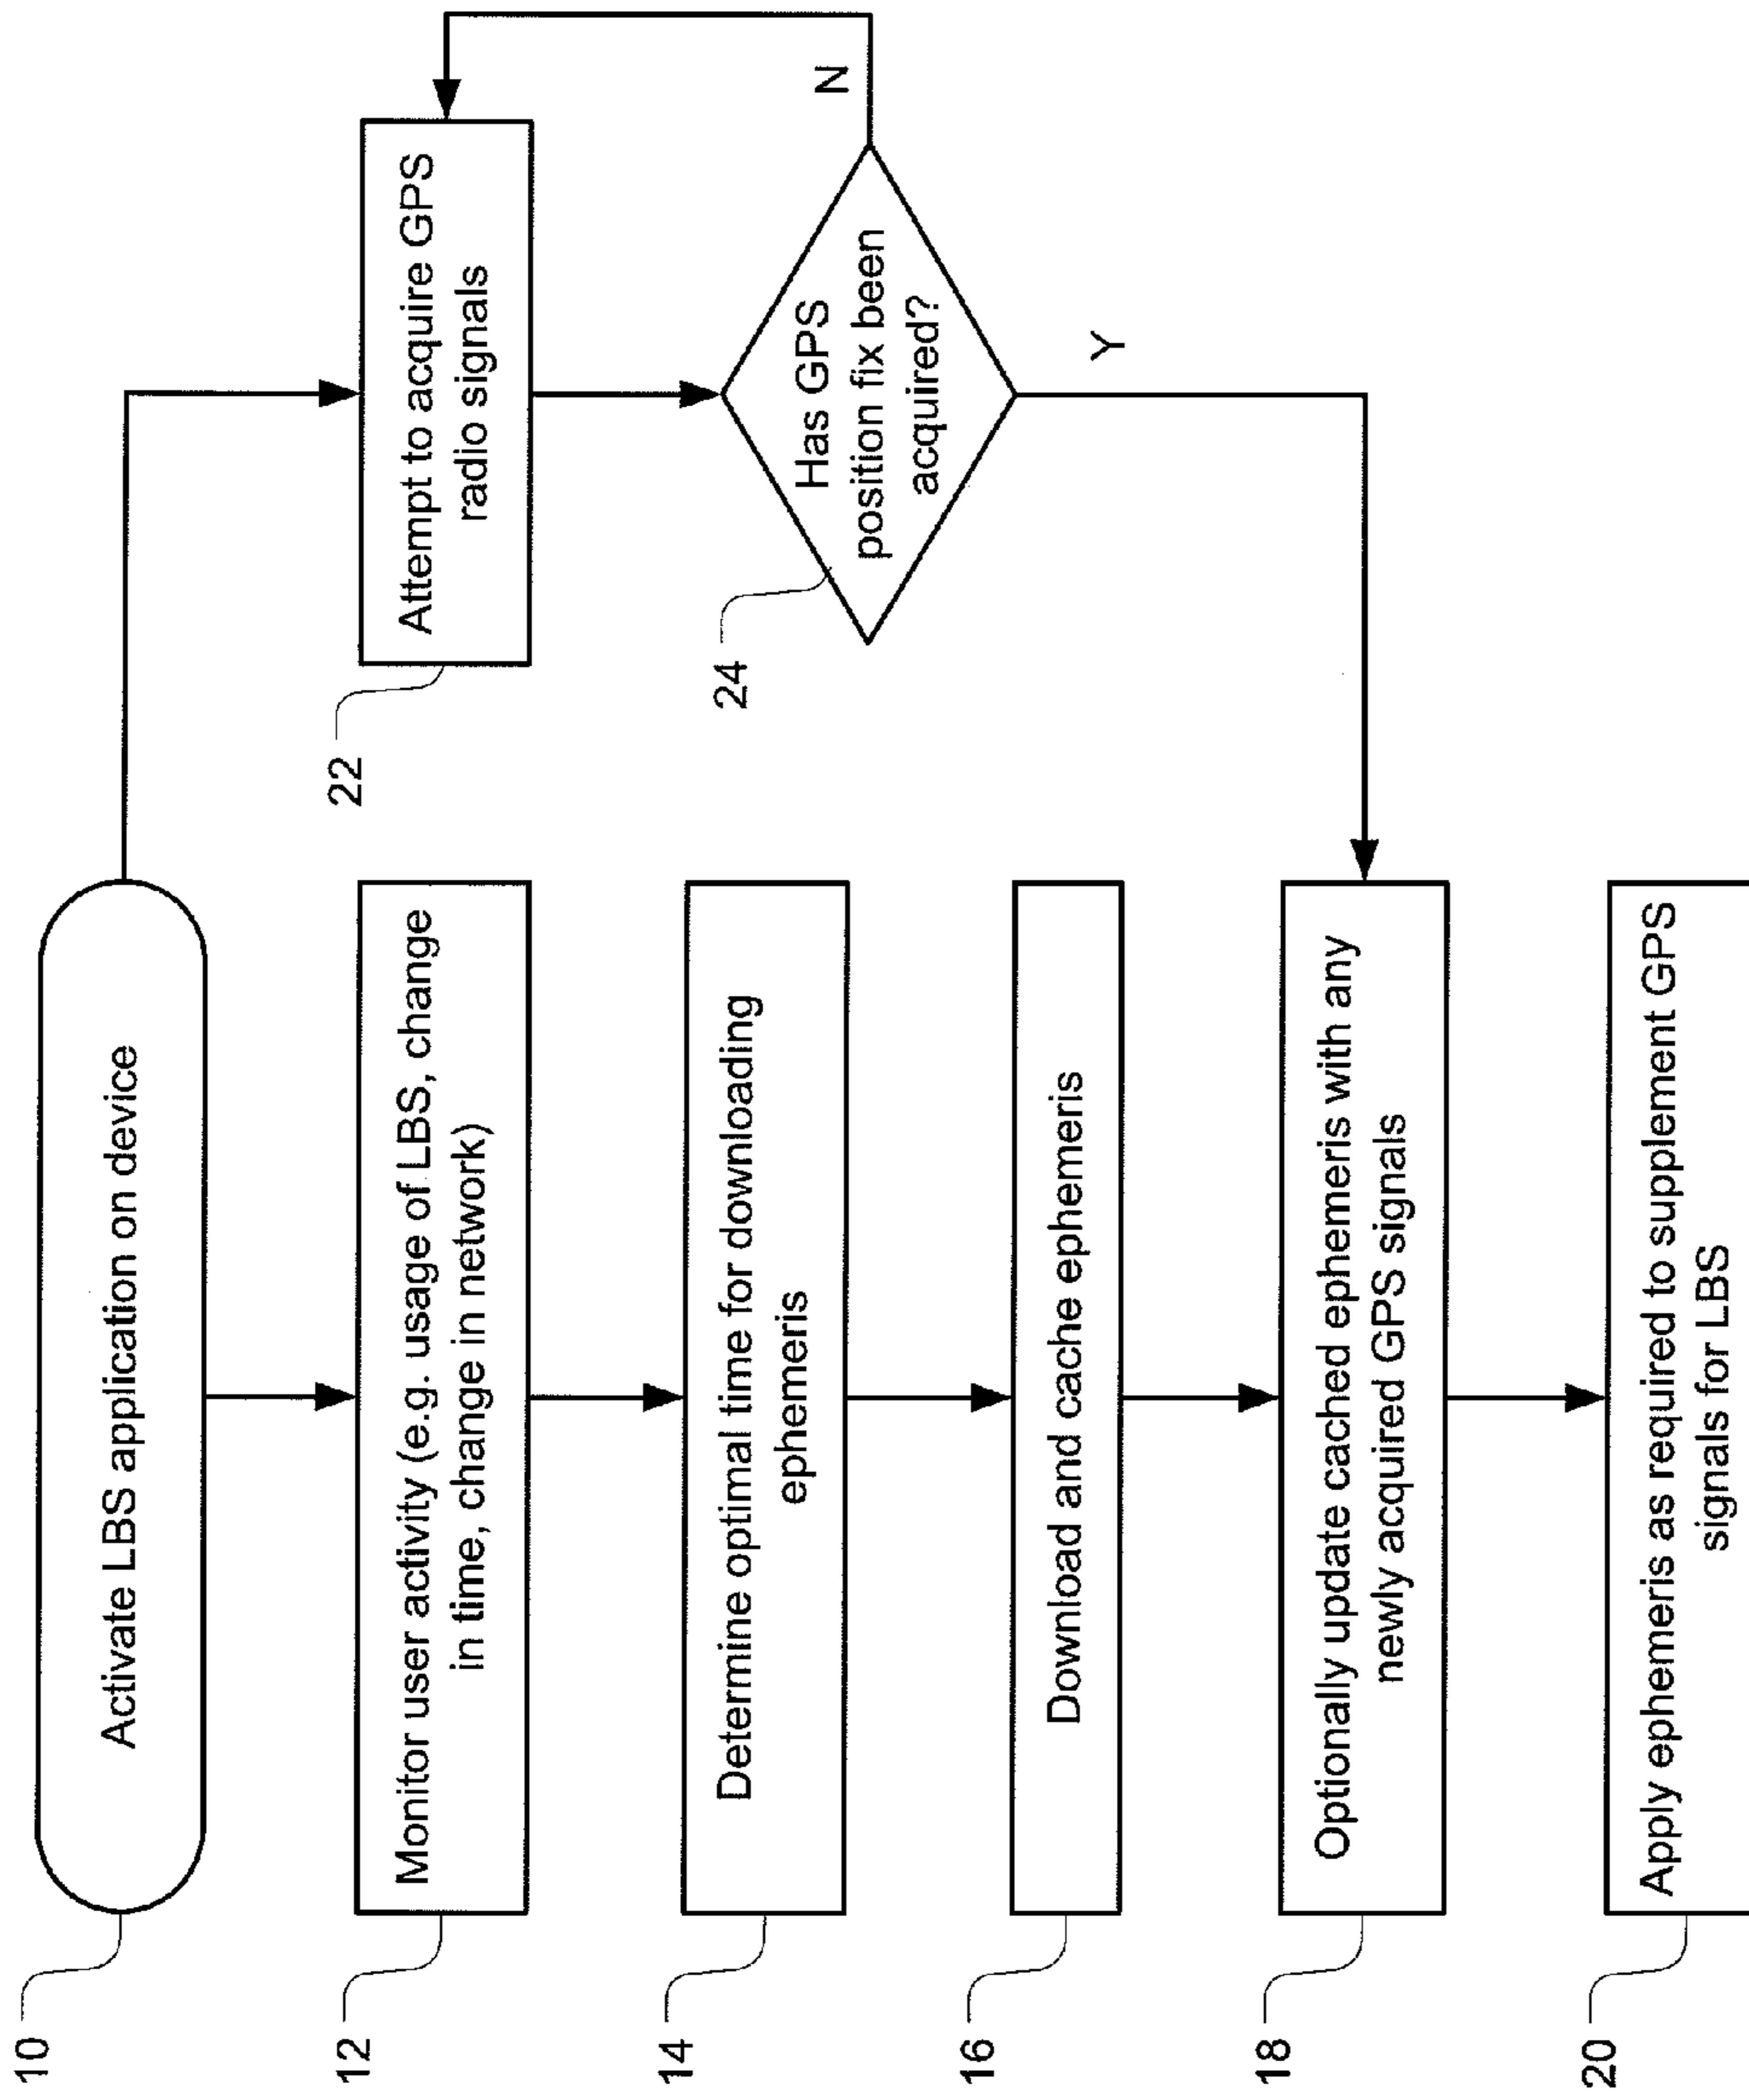 10
Activate LBS application on device
12
Monitor user activity (e.g. usage of LBS, change
in time, change in network)
22
Attempt to acquire GPS
radio signals
14
Determine optimal time for downloading
ephemeris
24
Has GPS
position fix been
acquired?
N
Y
16
Download and cache ephemeris
18
Optionally update cached ephemeris with any
newly acquired GPS signals
20
Apply ephemeris as required to supplement GPS
signals for LBS